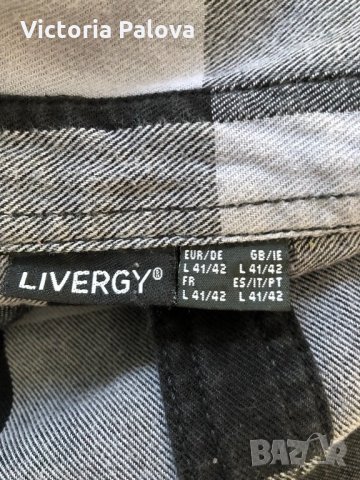 Victoria Palova
LIVERGY®
EUR/DE GB/IE
L 41/42 L 41/42
FR ES/IT/PT
L 41/42 L 41/42
BAZAR